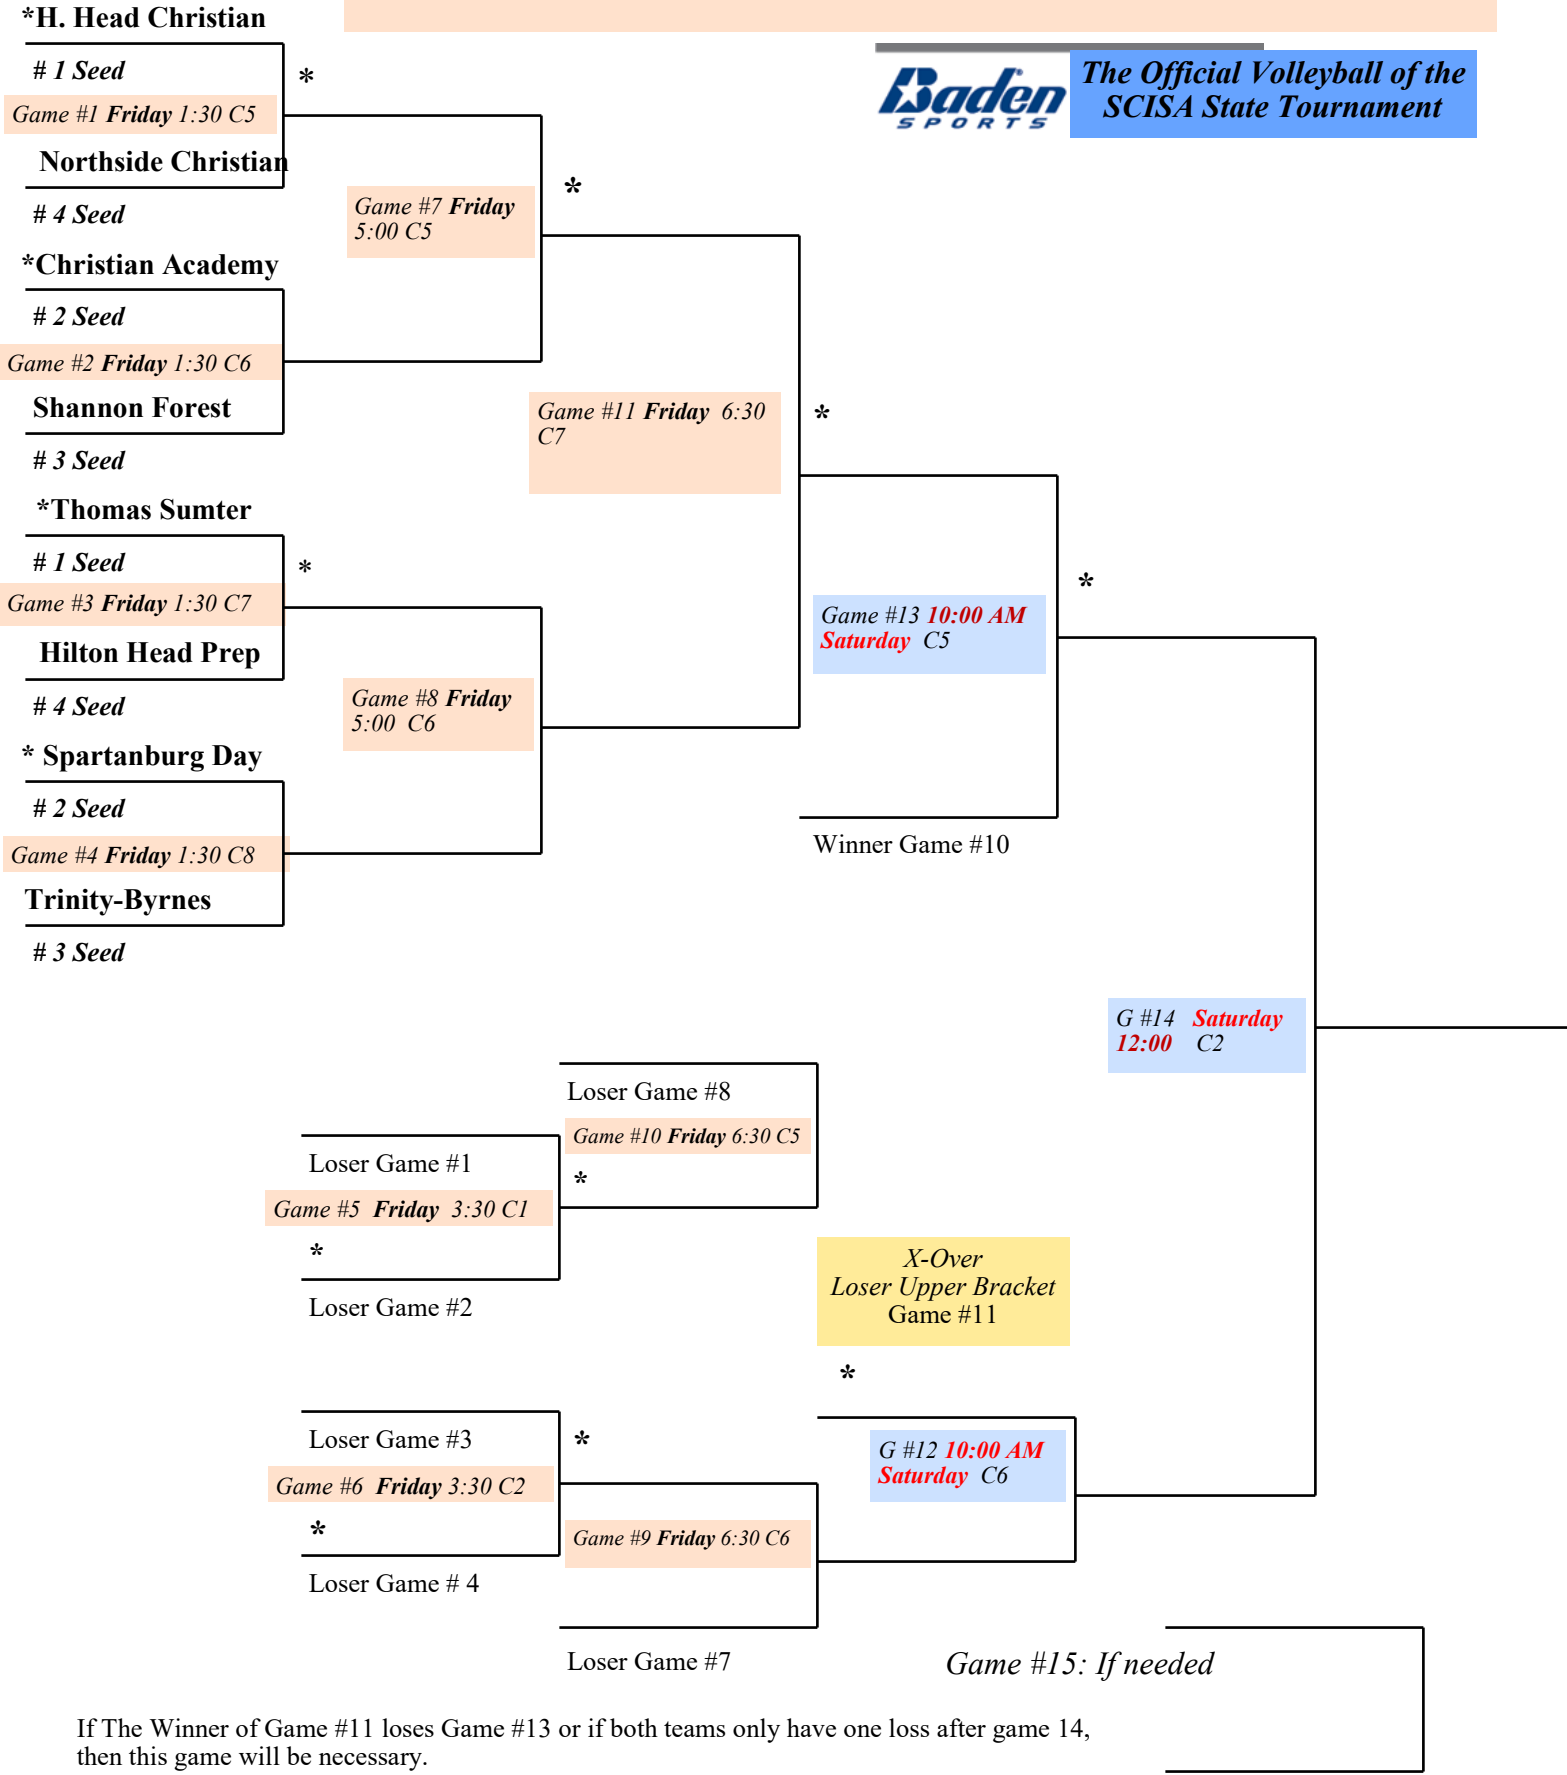 *H. Head Christian
# 1 Seed
*
Game #1 Friday 1:30 C5
Northside Christian
# 4 Seed
Baden
SPORTS
The Official Volleyball of the
SCISA State Tournament
Game #7 Friday
5:00 C5
*
*Christian Academy
# 2 Seed
Game #2 Friday 1:30 C6
Shannon Forest
# 3 Seed
Game #11 Friday 6:30
C7
*
*Thomas Sumter
# 1 Seed
*
Game #3 Friday 1:30 C7
Hilton Head Prep
# 4 Seed
Game #8 Friday
5:00 C6
Game #13 10:00 AM
Saturday C5
*
* Spartanburg Day
# 2 Seed
Game #4 Friday 1:30 C8
Trinity-Byrnes
# 3 Seed
Winner Game #10
G #14 Saturday
12:00 C2
Loser Game #8
Game #10 Friday 6:30 C5
*
Loser Game #1
Game #5 Friday 3:30 C1
*
Loser Game #2
X-Over
Loser Upper Bracket
Game #11
*
Loser Game #3
*
Game #6 Friday 3:30 C2
*
Loser Game # 4
G #12 10:00 AM
Saturday C6
Game #9 Friday 6:30 C6
Loser Game #7
Game #15: If needed
If The Winner of Game #11 loses Game #13 or if both teams only have one loss after game 14,
then this game will be necessary.